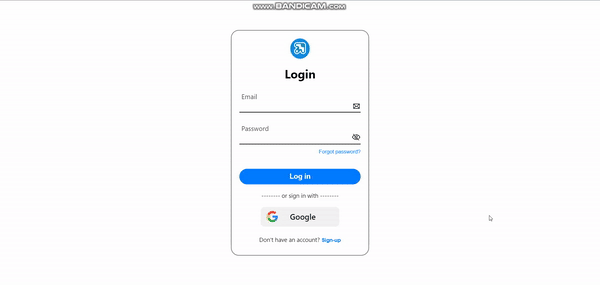 www.BANDICAM.com
Login
Email
Password
Forgot password?
Log in
-------- or sign in with --------
Google
Don't have an account? Sign-up